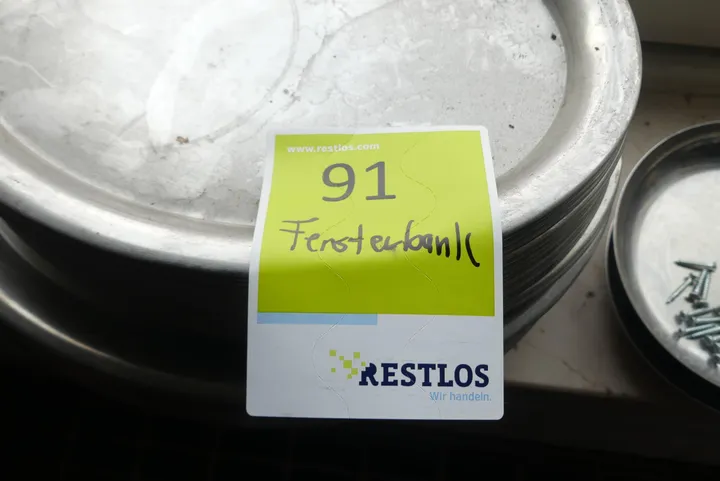 www.restlos.com
91
Fensterbank
RESTLOS
Wir handeln.